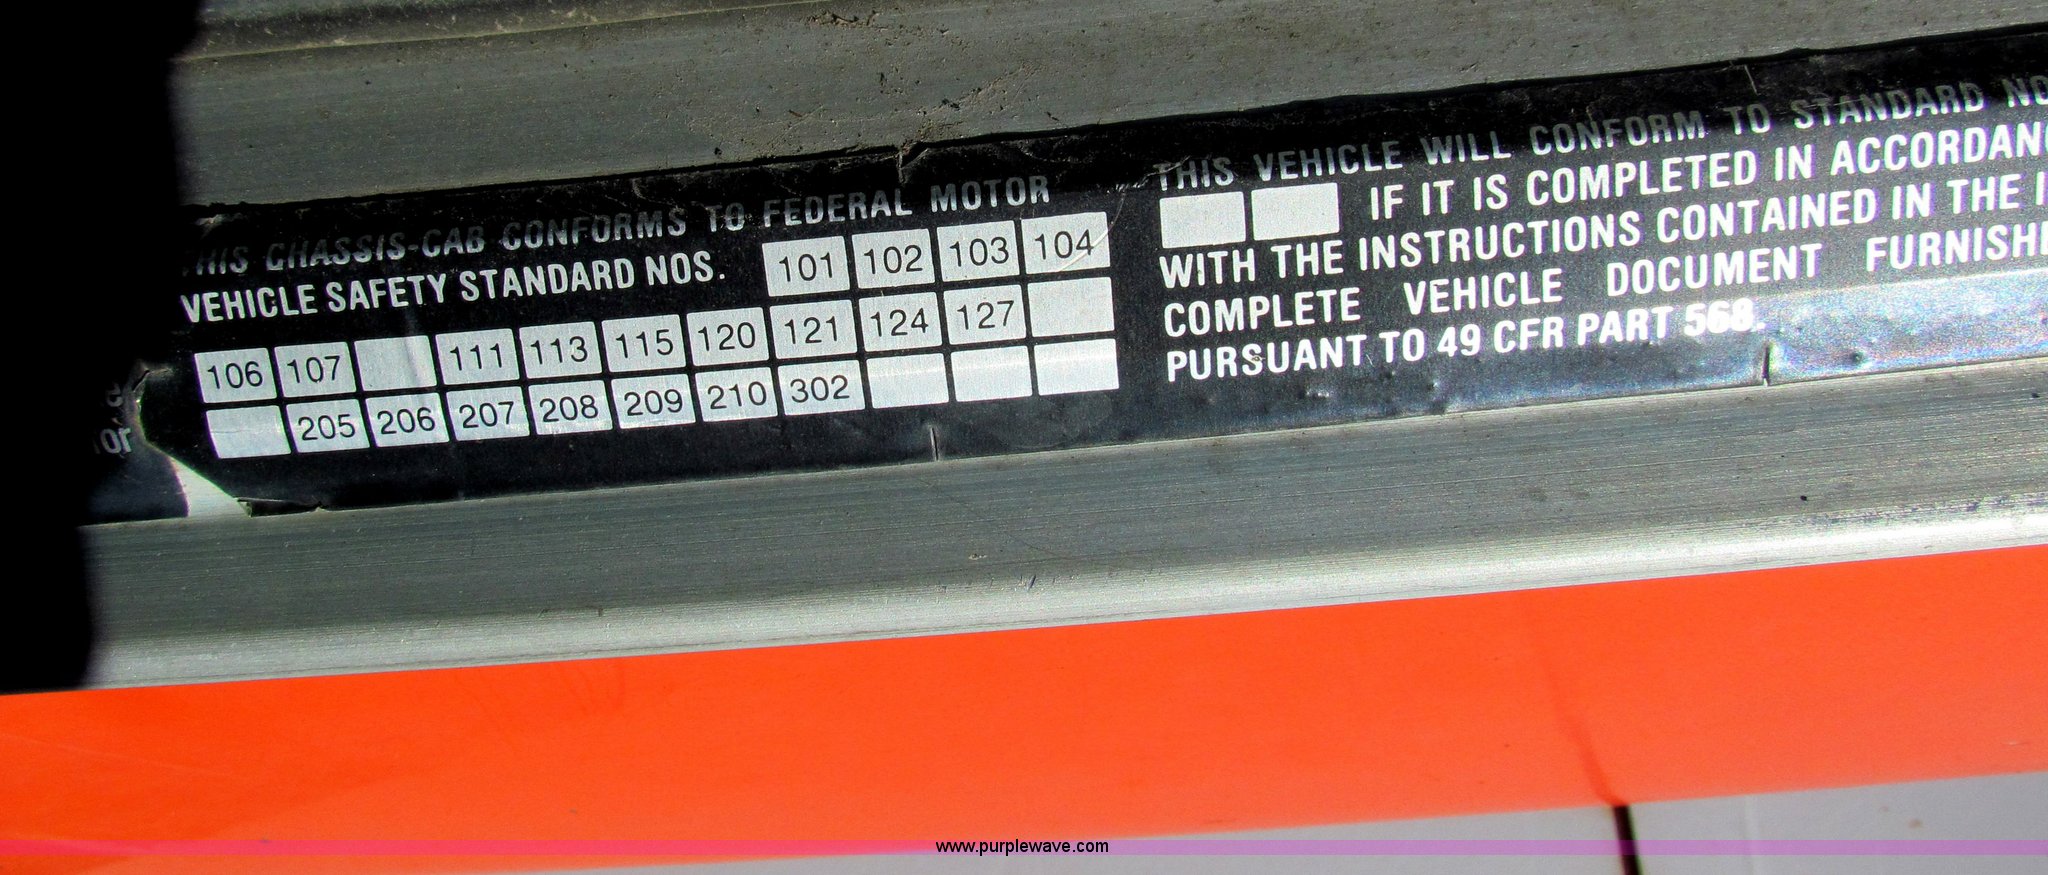 THIS CHASSIS-CAB CONFORMS TO FEDERAL MOTOR
VEHICLE SAFETY STANDARD NOS. 101 102 103 104
106 107 111 113 115 120 121 124 127
205 206 207 208 209 210 302
THIS VEHICLE WILL CONFORM TO STANDARD
IF IT IS COMPLETED IN
WITH THE INSTRUCTIONS CONTAINED IN THE
COMPLETE VEHICLE DOCUMENT
PURSUANT TO 49 CFR PART 568.
www.purplewave.com